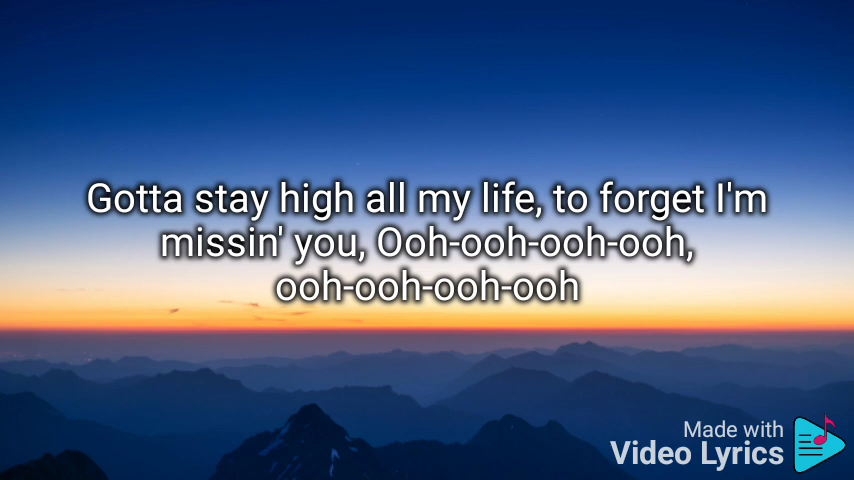 Gotta stay high all my life, to forget I'm
missin' you, Ooh-ooh-ooh-ooh,
ooh-ooh-ooh-ooh
Made with
Video Lyrics